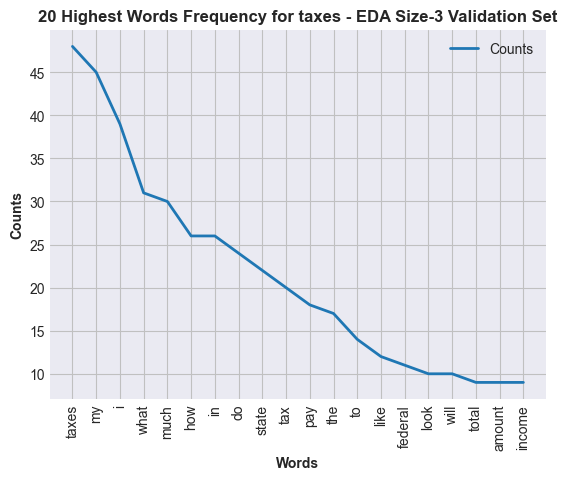 20 Highest Words Frequency for taxes - EDA Size-3 Validation Set
Counts
Counts
45
40
35
30
25
20
15
10
taxes
my
i
what
much
how
in
do
state
tax
pay
the
to
like
federal
look
will
total
amount
income
Words